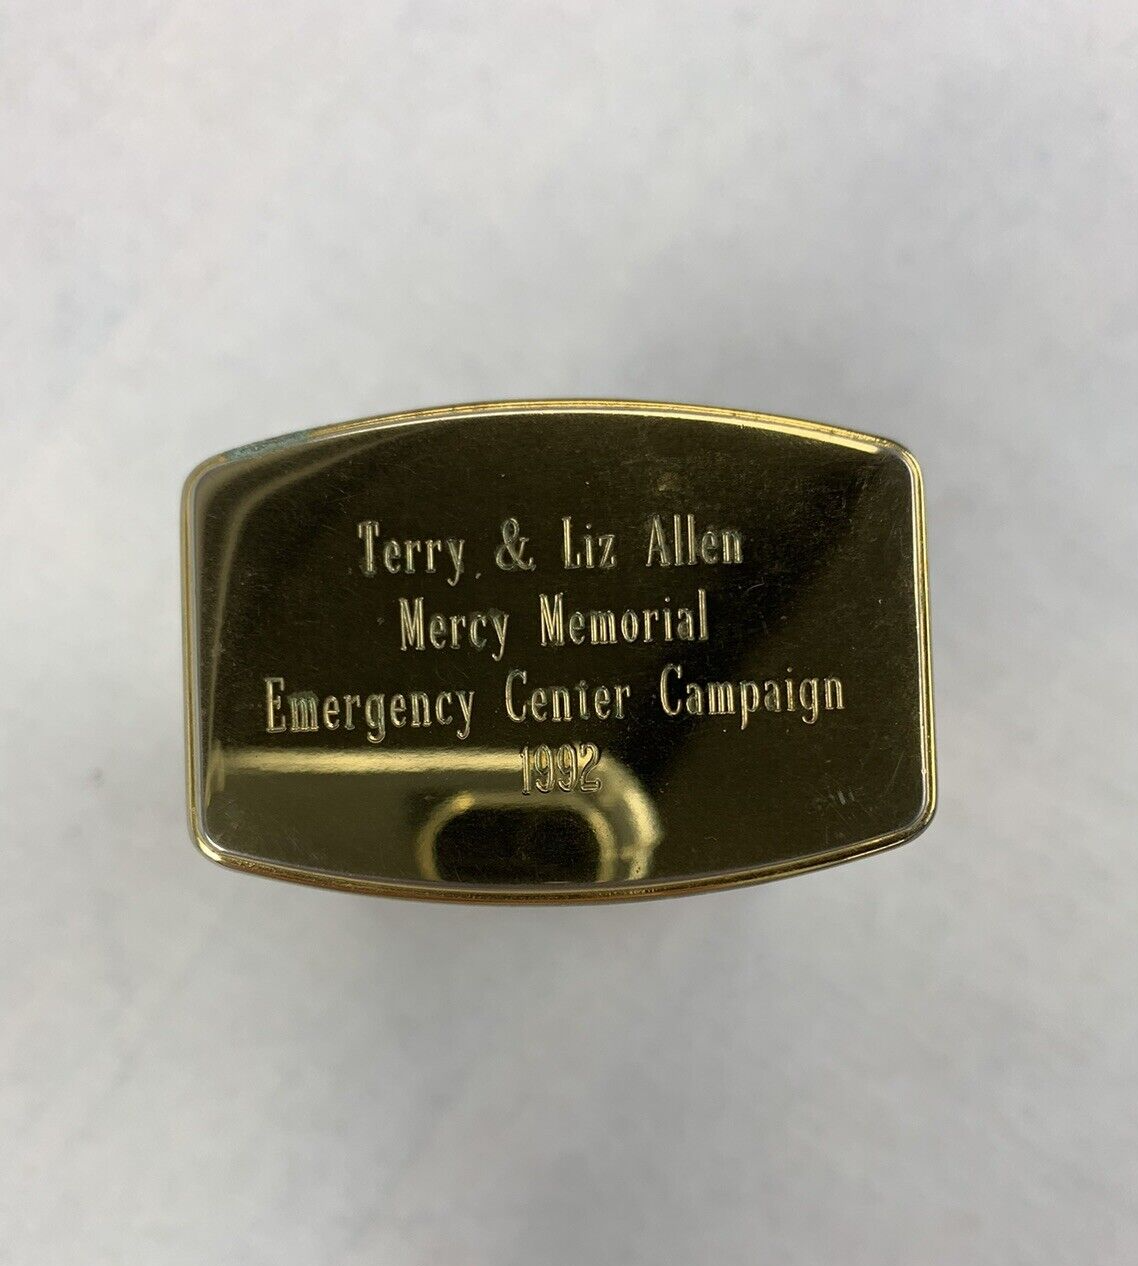 Terry & Liz Allen
Mercy Memorial
Emergency Center Campaign
1992